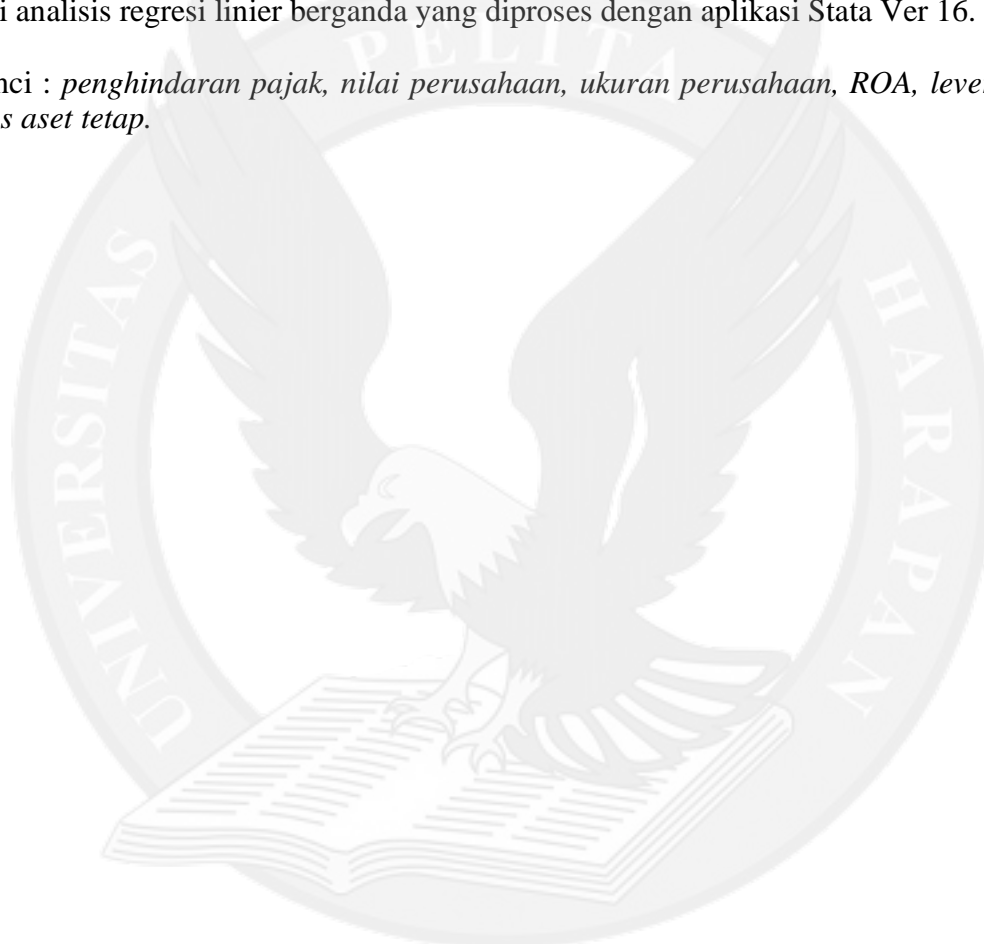 i analisis regresi linier berganda yang diproses dengan aplikasi Stata Ver 16.
nci : penghindaran pajak, nilai perusahaan, ukuran perusahaan, ROA, leve
s aset tetap.
UNIVERSITAS PELITA HARAPAN